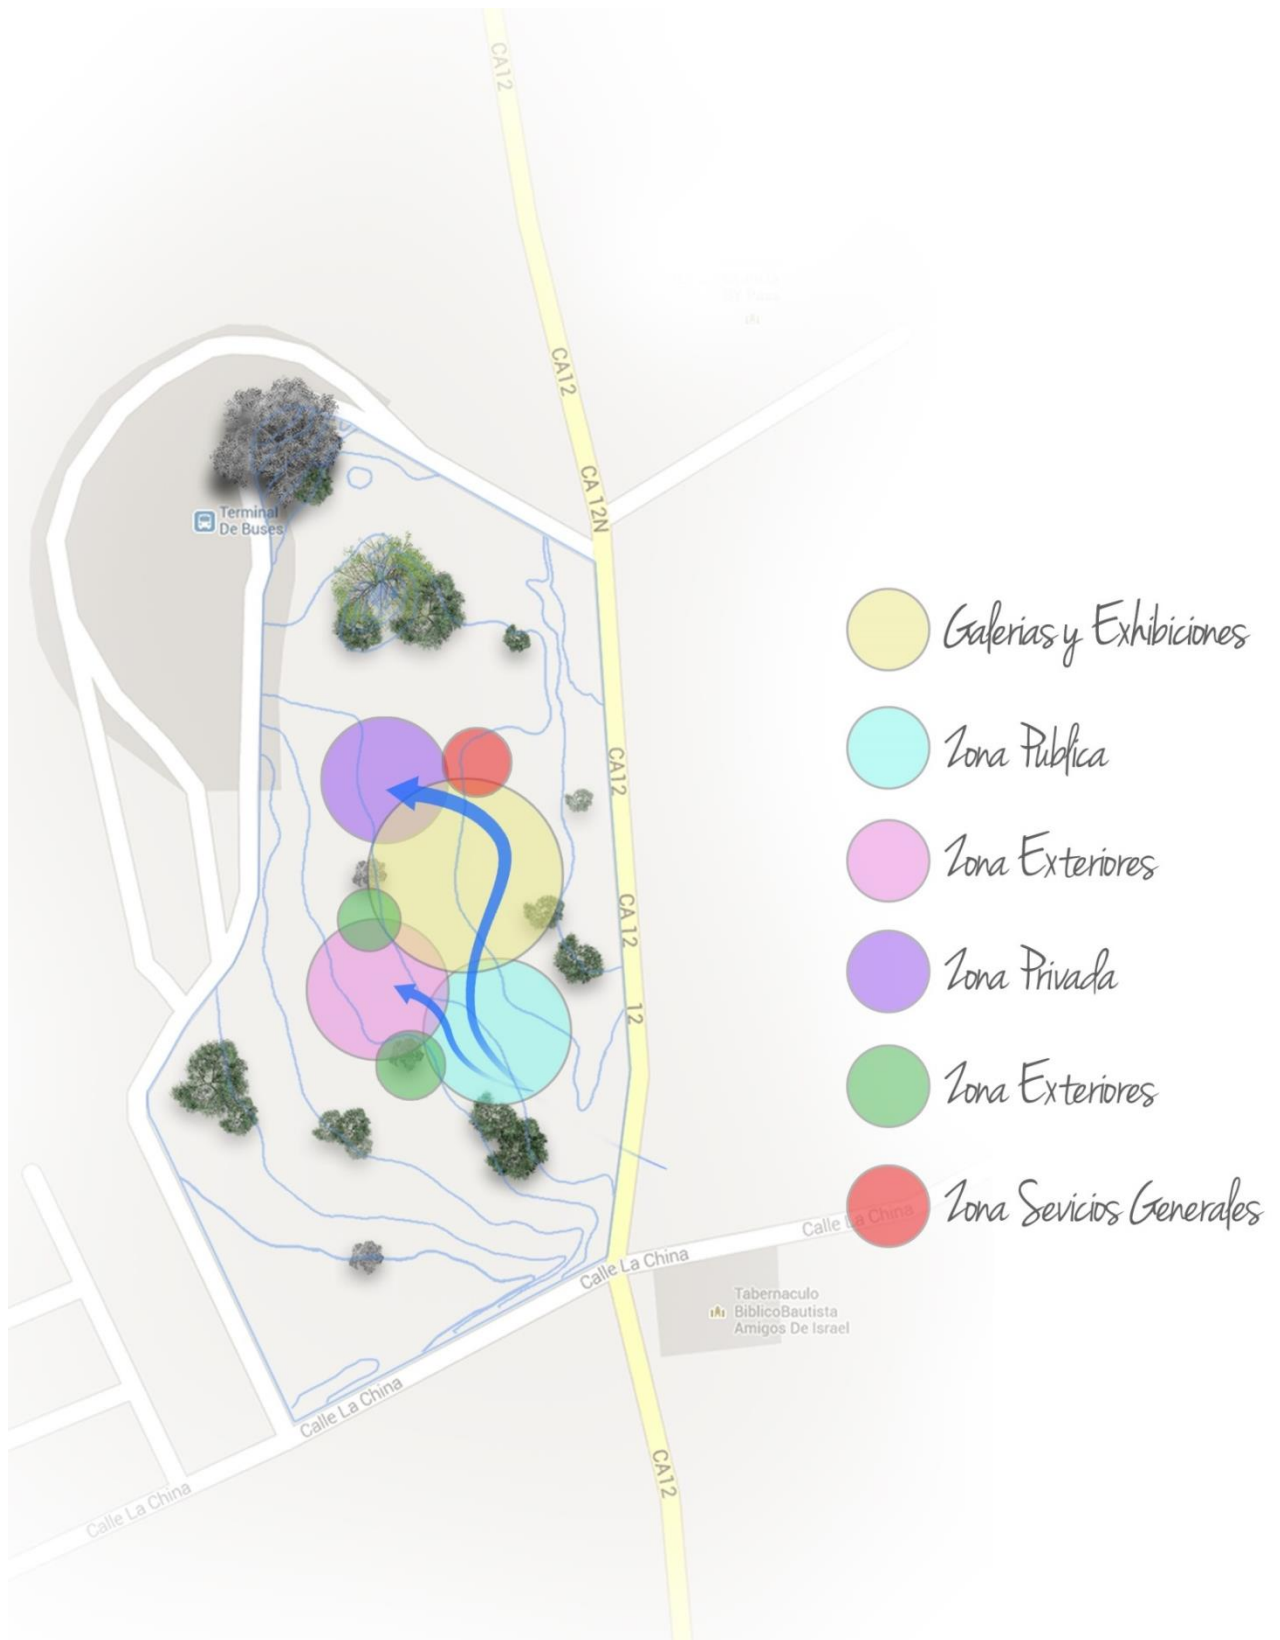 CA12
CA12
CA 12N
Terminal
De Buses
Galerias y Exhibiciones
Zona Publica
CA12
Zona Exteriores
CA 12
Zona Privada
12
Zona Exteriores
Zona Sevicios Generales
Calle La China
Calle La China
Tabernaculo
BiblicoBautista
Amigos De Israel
Calle La China
CA12
Calle La China